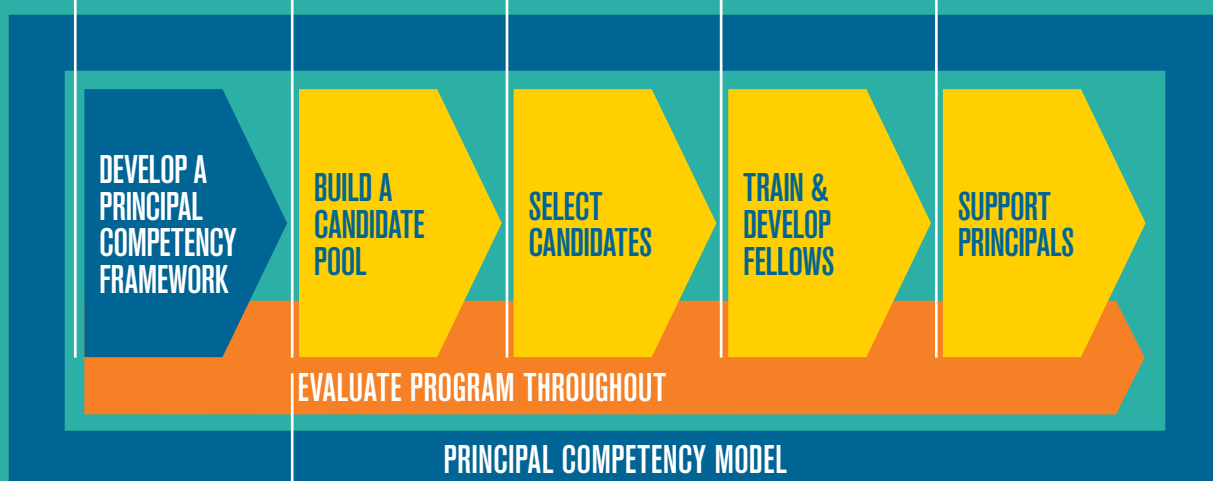 DEVELOP A
PRINCIPAL
COMPETENCY
FRAMEWORK
BUILD A
CANDIDATE
POOL
SELECT
CANDIDATES
TRAIN &
DEVELOP
FELLOWS
SUPPORT
PRINCIPALS
EVALUATE PROGRAM THROUGHOUT
PRINCIPAL COMPETENCY MODEL